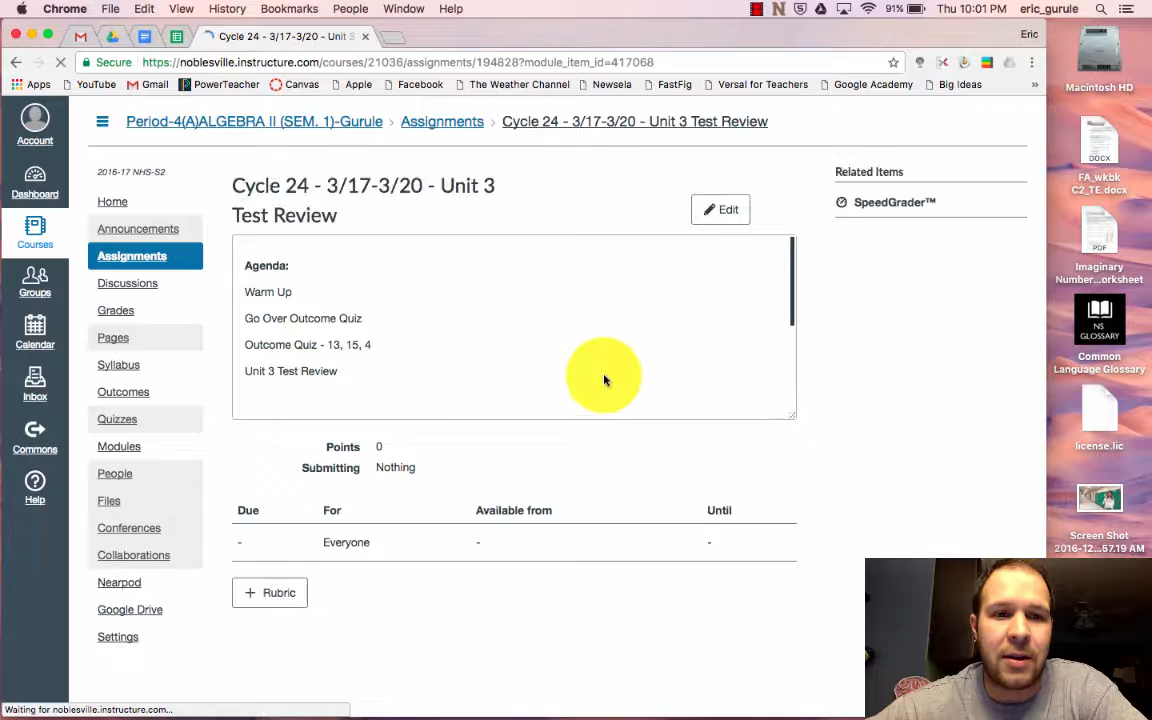 Chrome File Edit View History Bookmarks People Window Help 91% Thu 10:01 PM eric_gurule
Cycle 24 - 3/17-3/20 - Unit 3 Eric
Secure https://noblesville.instructure.com/courses/21036/assignments/194828?module_item_id=417068
Apps YouTube Gmail PowerTeacher Canvas Apple Facebook The Weather Channel Newsela FastFig Versal for Teachers Google Academy Big Ideas »
Macintosh HD
DOCX
FA_wkbk
C2_TE.docx
PDF
Imaginary
Number...orksheet
NS
GLOSSARY
Common
Language Glossary
license.lic
Screen Shot
2016-12...57.19 AM
Account
Dashboard
Courses
Groups
Calendar
Inbox
Commons
Help
Period-4(A)ALGEBRA II (SEM. 1)-Gurule › Assignments › Cycle 24 - 3/17-3/20 - Unit 3 Test Review
2016-17 NHS-S2
Home
Announcements
Assignments
Discussions
Grades
Pages
Syllabus
Outcomes
Quizzes
Modules
People
Files
Conferences
Collaborations
Nearpod
Google Drive
Settings
Cycle 24 - 3/17-3/20 - Unit 3
Test Review
Edit
Agenda:
Warm Up
Go Over Outcome Quiz
Outcome Quiz - 13, 15, 4
Unit 3 Test Review
Points 0
Submitting Nothing
Due For Available from Until
- Everyone - -
+ Rubric
Related Items
SpeedGrader™
Waiting for noblesville.instructure.com...